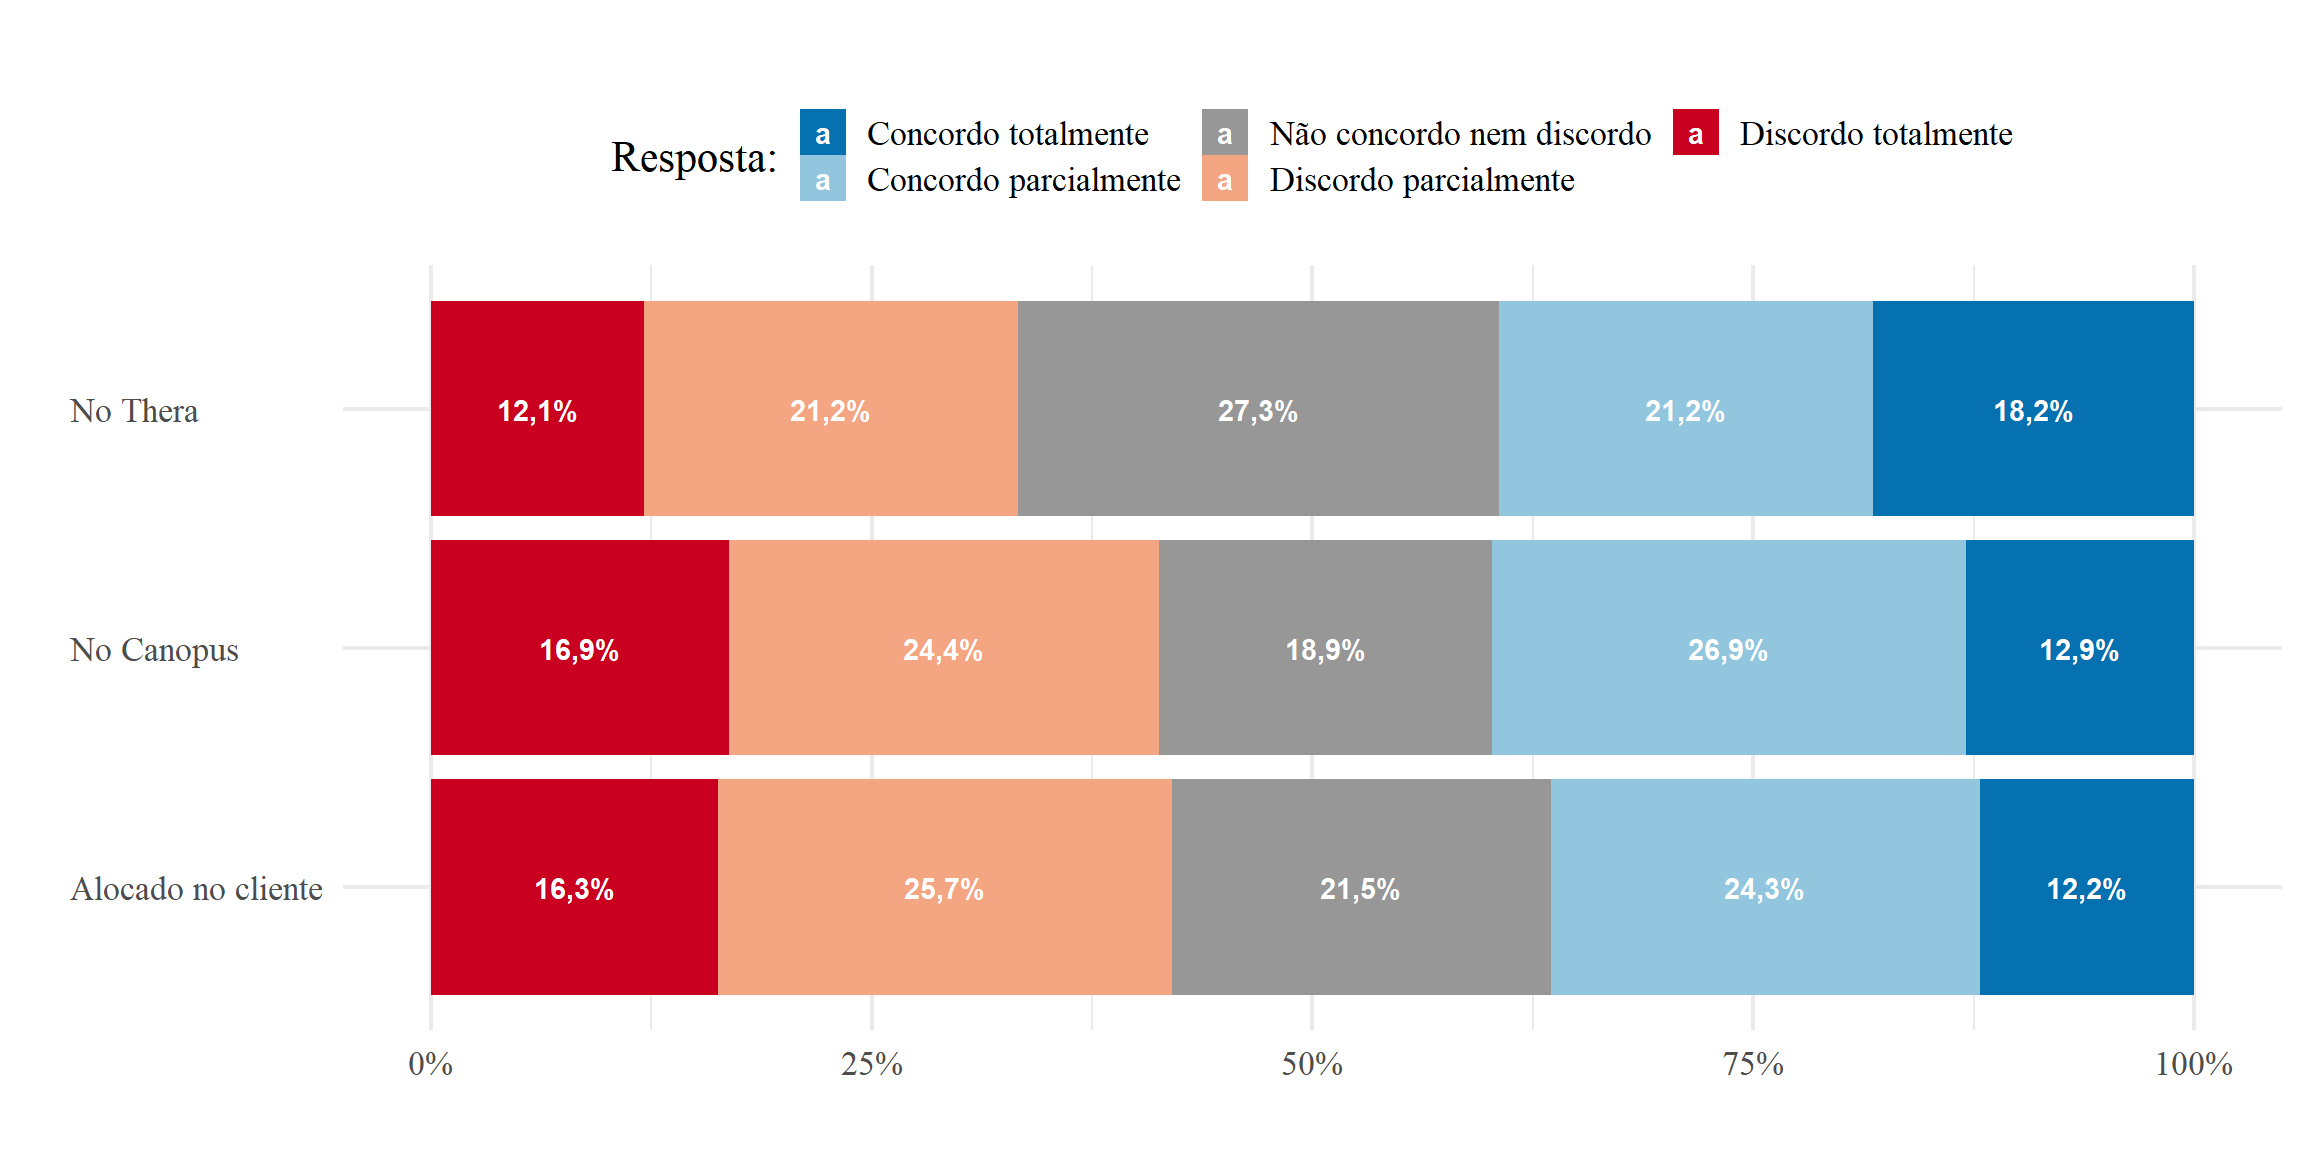 Resposta:
a Concordo totalmente a Não concordo nem discordo a Discordo totalmente
a Concordo parcialmente a Discordo parcialmente
No Thera 12,1% 21,2% 27,3% 21,2% 18,2%
No Canopus 16,9% 24,4% 18,9% 26,9% 12,9%
Alocado no cliente 16,3% 25,7% 21,5% 24,3% 12,2%
0% 25% 50% 75% 100%